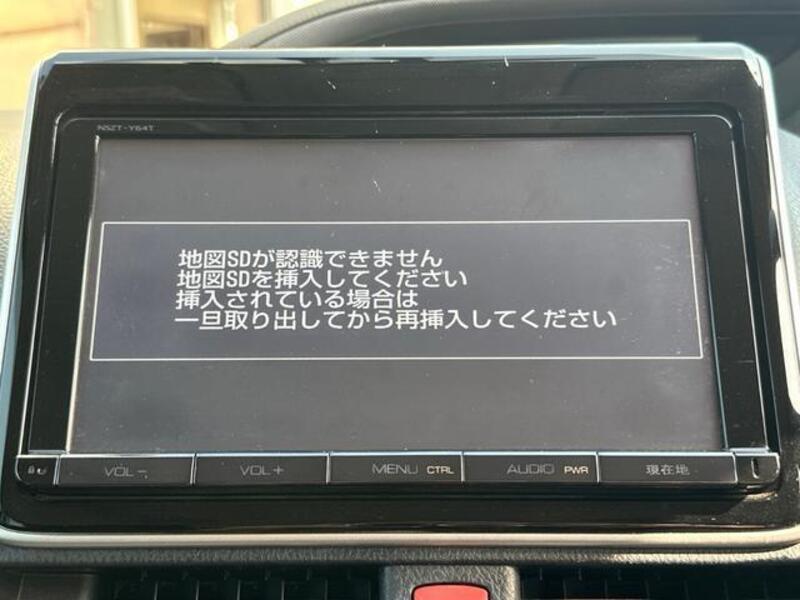 NSZT-Y64T
地図SDが認識できません
地図SDを挿入してください
挿入されている場合は
一旦取り出してから再挿入してください
VOL－ VOL＋ MENU CTRL AUDIO PWR 現在地